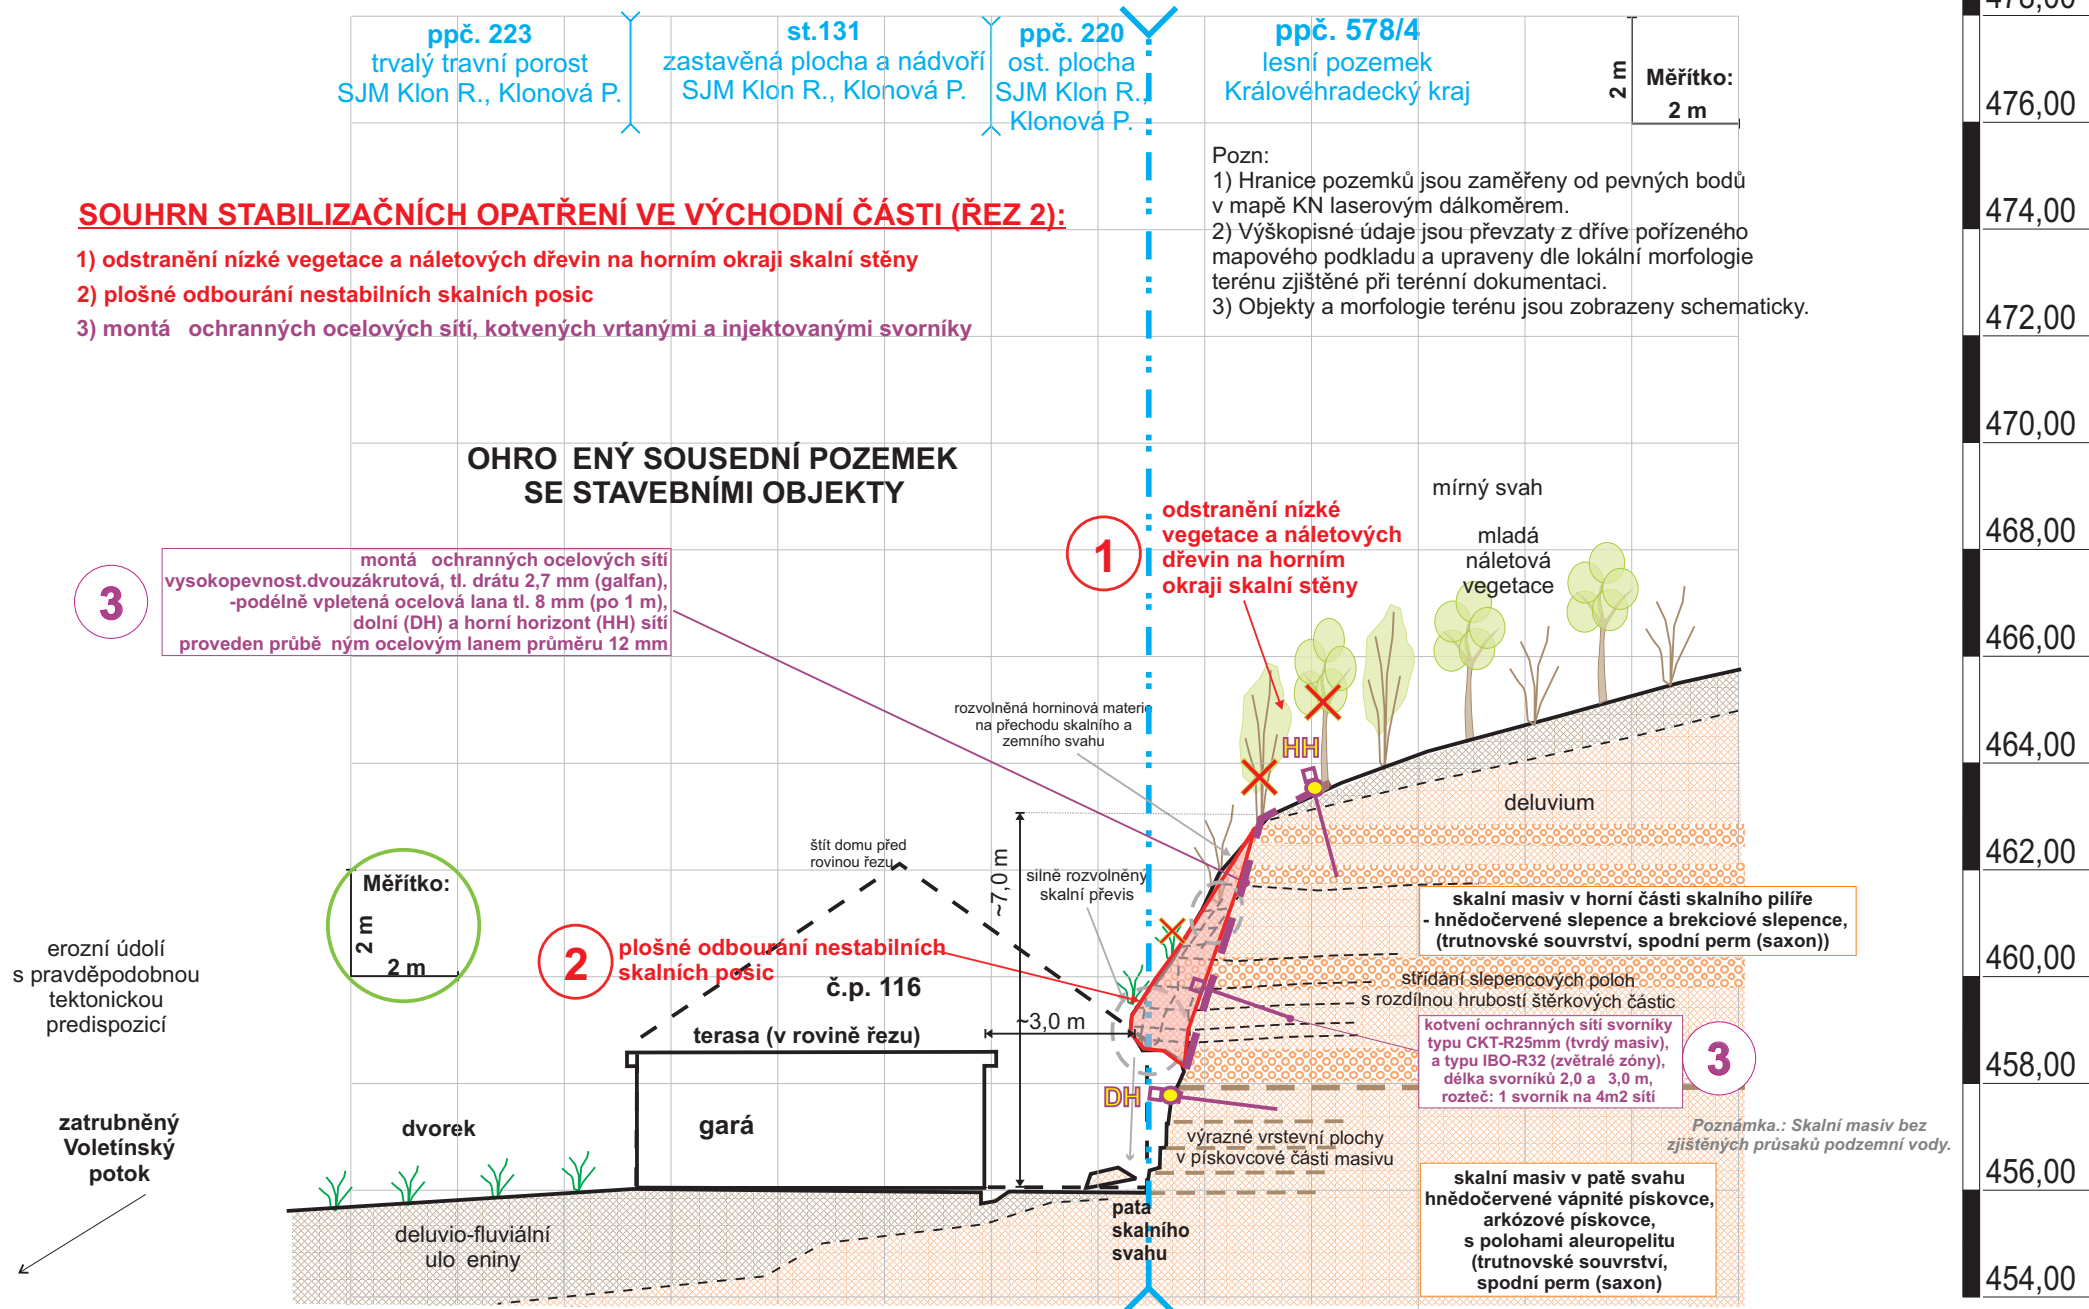 ppč. 223
trvalý travní porost
SJM Klon R., Klonová P.
st.131
zastavěná plocha a nádvoří
SJM Klon R., Klonová P.
ppč. 220
ost. plocha
SJM Klon R.,
Klonová P.
ppč. 578/4
lesní pozemek
Královéhradecký kraj
2 m
Měřítko:
2 m
478,00
476,00
474,00
472,00
470,00
468,00
466,00
464,00
462,00
460,00
458,00
456,00
454,00
Pozn:
1) Hranice pozemků jsou zaměřeny od pevných bodů
v mapě KN laserovým dálkoměrem.
2) Výškopisné údaje jsou převzaty z dříve pořízeného
mapového podkladu a upraveny dle lokální morfologie
terénu zjištěné při terénní dokumentaci.
3) Objekty a morfologie terénu jsou zobrazeny schematicky.
SOUHRN STABILIZAČNÍCH OPATŘENÍ VE VÝCHODNÍ ČÁSTI (ŘEZ 2):
1) odstranění nízké vegetace a náletových dřevin na horním okraji skalní stěny
2) plošné odbourání nestabilních skalních posic
3) montá ochranných ocelových sítí, kotvených vrtanými a injektovanými svorníky
OHRO ENÝ SOUSEDNÍ POZEMEK
SE STAVEBNÍMI OBJEKTY
1
odstranění nízké
vegetace a náletových
dřevin na horním
okraji skalní stěny
mírný svah
mladá
náletová
vegetace
3
montá ochranných ocelových sítí
vysokopevnost.dvouzákrutová, tl. drátu 2,7 mm (galfan),
-podélně vpletená ocelová lana tl. 8 mm (po 1 m),
dolní (DH) a horní horizont (HH) sítí
proveden průbě ným ocelovým lanem průměru 12 mm
rozvolněná horninová materie
na přechodu skalního a
zemního svahu
HH
deluvium
štít domu před
rovinou řezu
~7,0 m
silně rozvolněný
skalní převis
Měřítko:
2 m
2 m
erozní údolí
s pravděpodobnou
tektonickou
predispozicí
2
plošné odbourání nestabilních
skalních posic
č.p. 116
terasa (v rovině řezu)
~3,0 m
skalní masiv v horní části skalního pilíře
- hnědočervené slepence a brekciové slepence,
(trutnovské souvrství, spodní perm (saxon))
střídání slepencových poloh
s rozdílnou hrubostí štěrkových částic
kotvení ochranných sítí svorníky
typu CKT-R25mm (tvrdý masiv),
a typu IBO-R32 (zvětralé zóny),
délka svorníků 2,0 a 3,0 m,
rozteč: 1 svorník na 4m2 sítí
3
DH
zatrubněný
Voletínský
potok
dvorek
gará
výrazné vrstevní plochy
v pískovcové části masivu
Poznámka.: Skalní masiv bez
zjištěných průsaků podzemní vody.
skalní masiv v patě svahu
hnědočervené vápnité pískovce,
arkózové pískovce,
s polohami aleuropelitu
(trutnovské souvrství,
spodní perm (saxon)
pata
skalního
svahu
deluvio-fluviální
ulo eniny